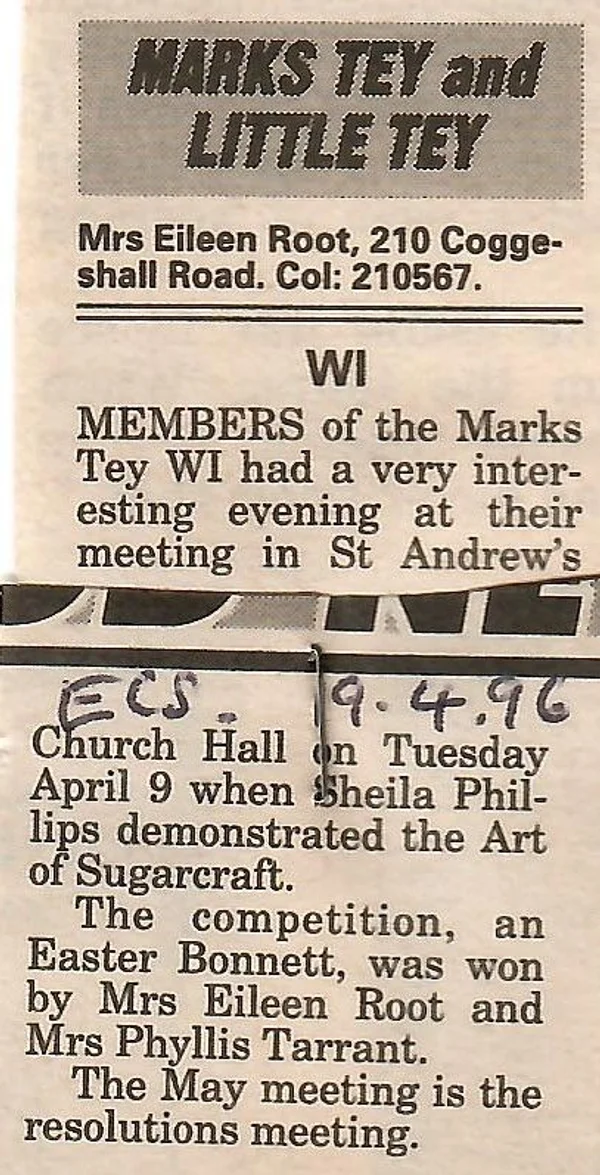 MARKS TEY and
LITTLE TEY
Mrs Eileen Root, 210 Cogge-
shall Road. Col: 210567.
WI
MEMBERS of the Marks
Tey WI had a very inter-
esting evening at their
meeting in St Andrew's
ECS. 9.4.96
Church Hall on Tuesday
April 9 when Sheila Phil-
lips demonstrated the Art
of Sugarcraft.
The competition, an
Easter Bonnett, was won
by Mrs Eileen Root and
Mrs Phyllis Tarrant.
The May meeting is the
resolutions meeting.